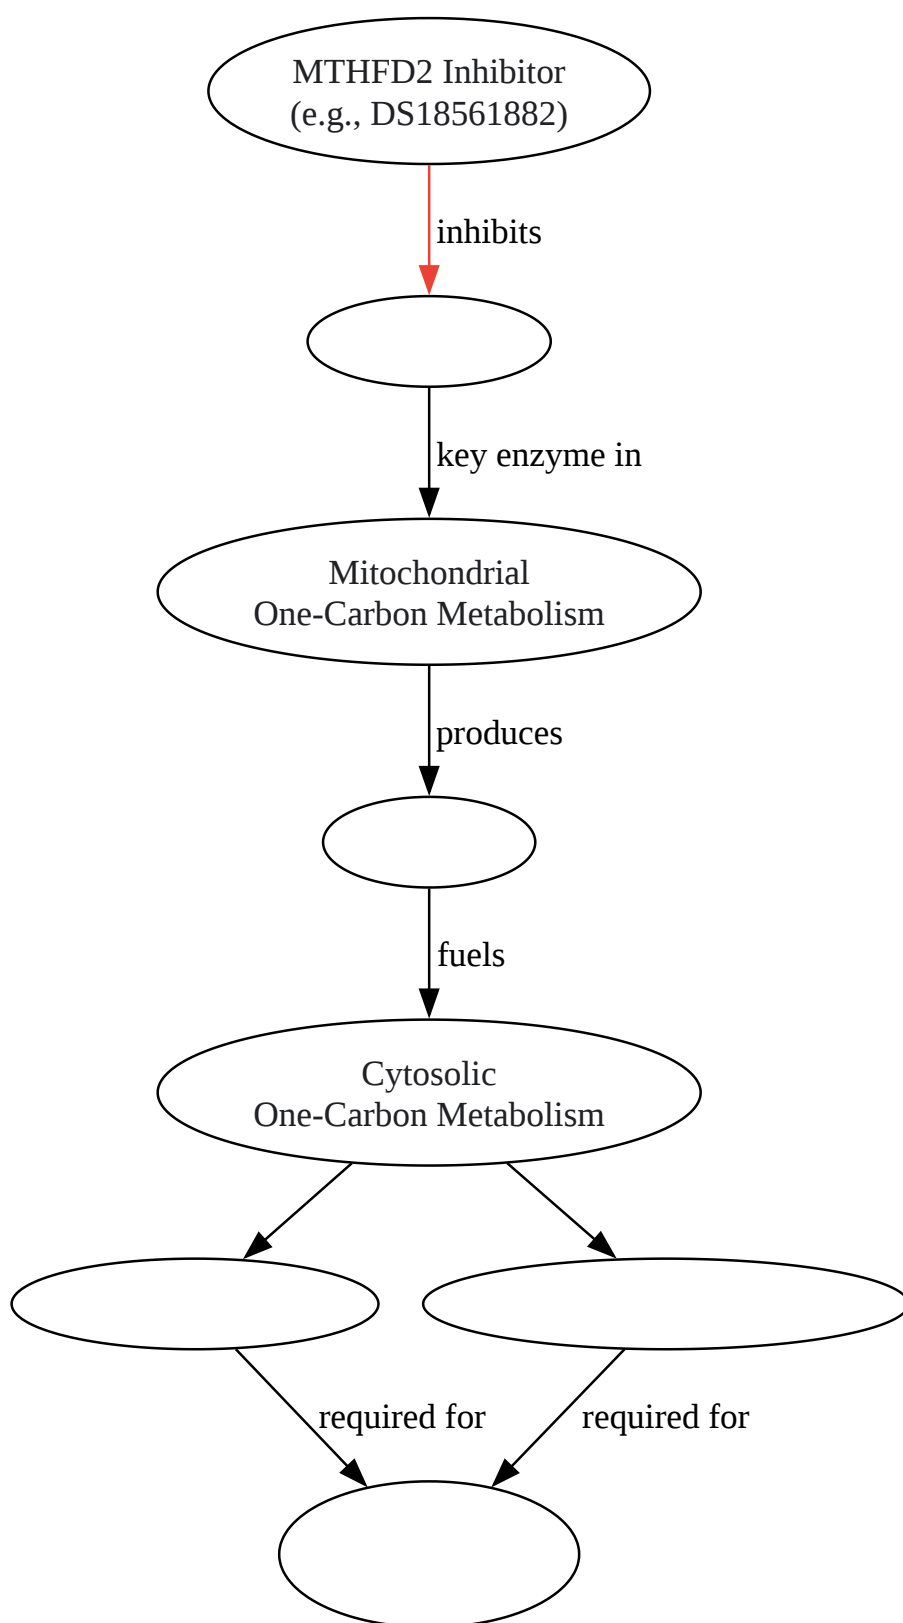 MTHFD2 Inhibitor
(e.g., DS18561882)
inhibits
key enzyme in
Mitochondrial
One-Carbon Metabolism
produces
fuels
Cytosolic
One-Carbon Metabolism
required for
required for